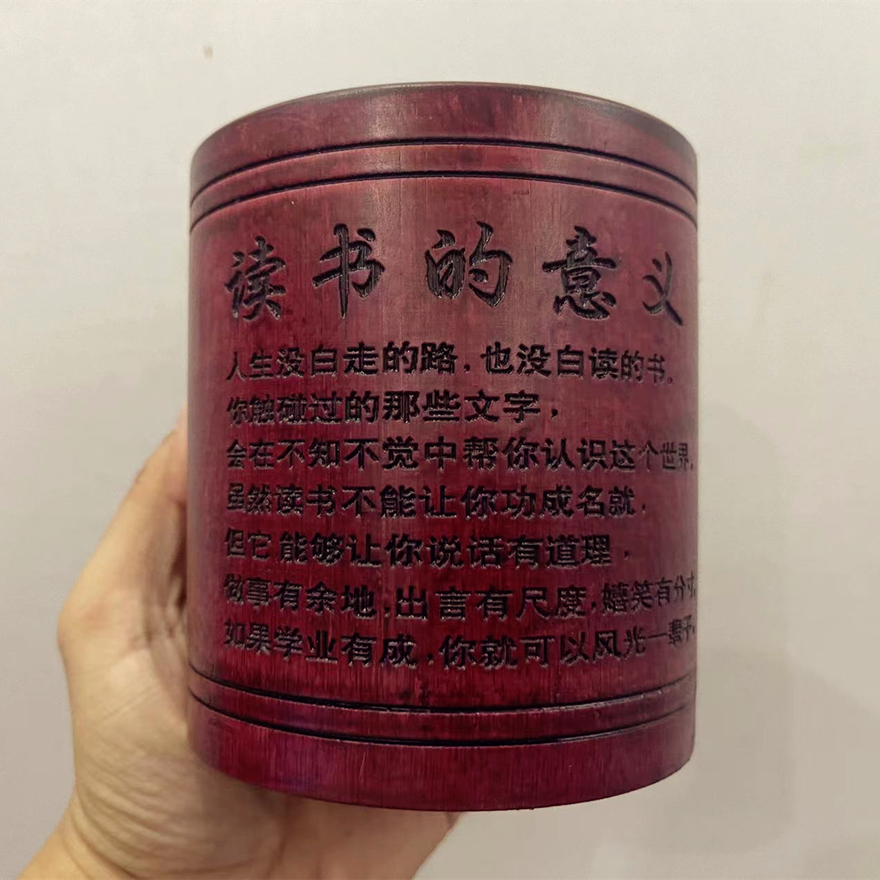 读书的意义
人生没白走的路，也没白读的书。
你触碰过的那些文字，
会在不知不觉中帮你认识这个世界。
虽然读书不能让你功成名就，
但它能够让你说话有道理，
做事有余地，出言有尺度，嬉笑有分寸。
如果学业有成，你就可以风光一辈子。